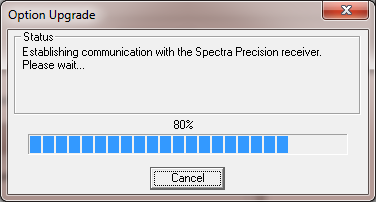 Option Upgrade
Status
Establishing communication with the Spectra Precision receiver.
Please wait...
80%
Cancel